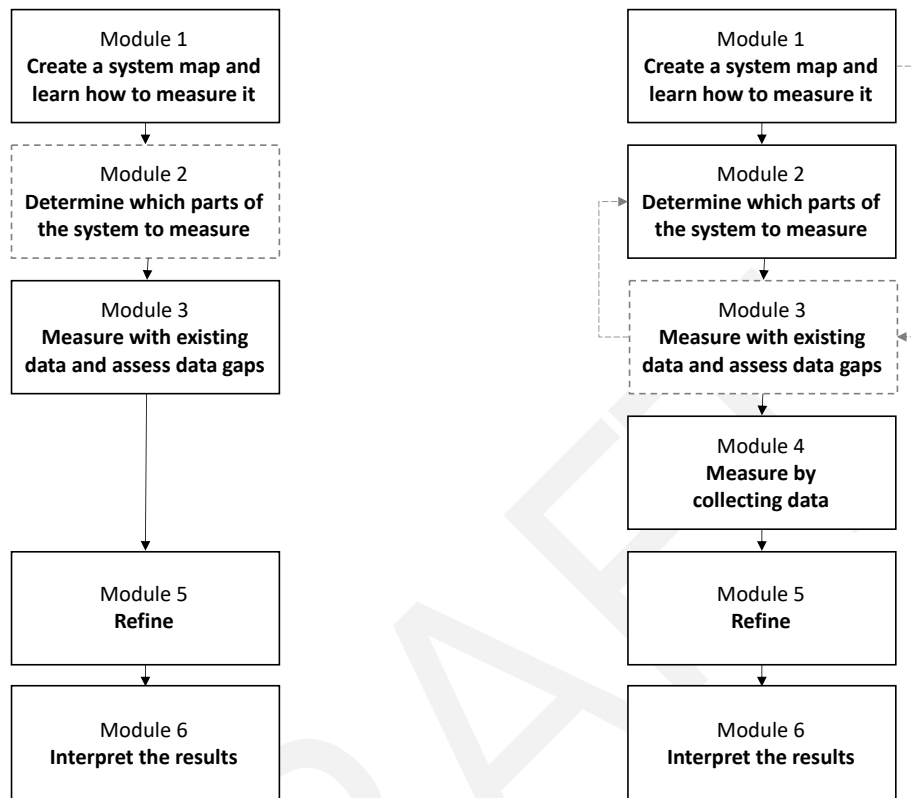 Module 1
Create a system map and
learn how to measure it
Module 2
Determine which parts of
the system to measure
Module 3
Measure with existing
data and assess data gaps
Module 5
Refine
Module 6
Interpret the results
Module 1
Create a system map and
learn how to measure it
Module 2
Determine which parts of
the system to measure
Module 3
Measure with existing
data and assess data gaps
Module 4
Measure by
collecting data
Module 5
Refine
Module 6
Interpret the results
DRAFT